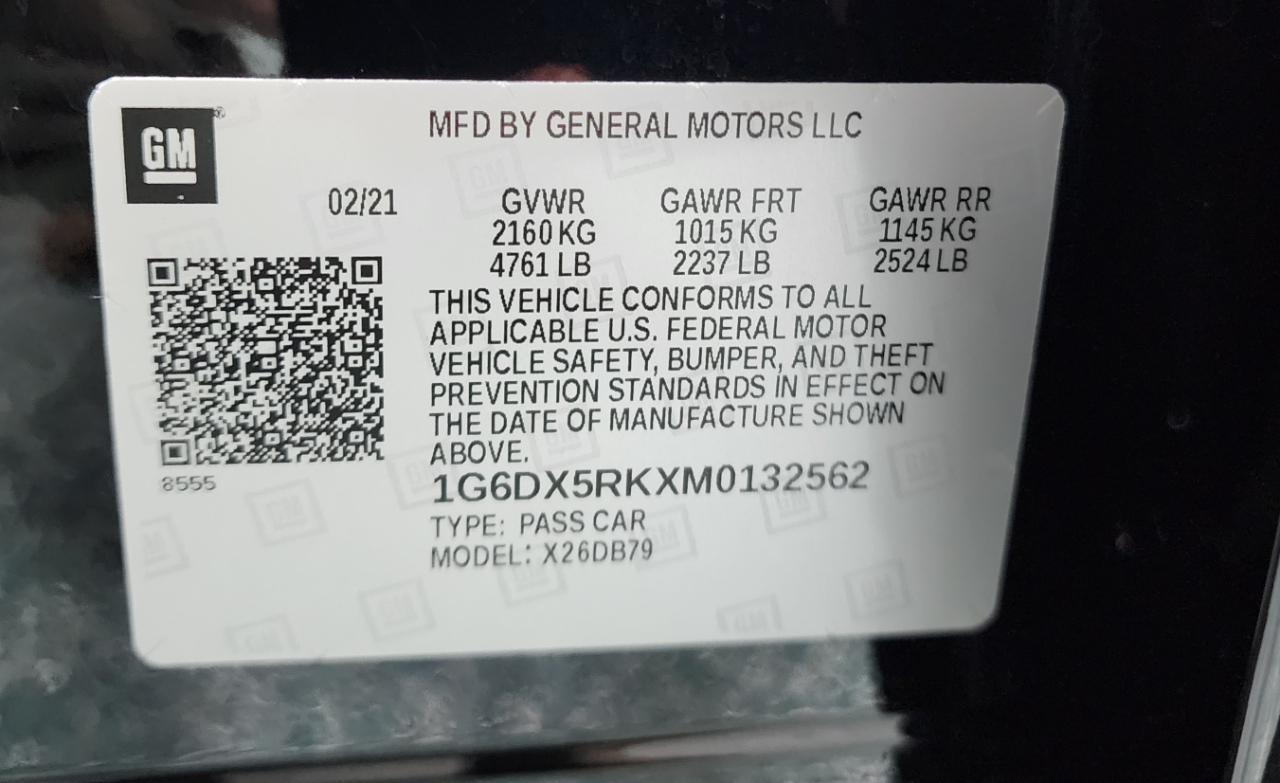 GM
MFD BY GENERAL MOTORS LLC
02/21 GVWR GAWR FRT GAWR RR
2160 KG 1015 KG 1145 KG
4761 LB 2237 LB 2524 LB
THIS VEHICLE CONFORMS TO ALL
APPLICABLE U.S. FEDERAL MOTOR
VEHICLE SAFETY, BUMPER, AND THEFT
PREVENTION STANDARDS IN EFFECT ON
THE DATE OF MANUFACTURE SHOWN
ABOVE.
8555
1G6DX5RKXM0132562
TYPE: PASS CAR
MODEL: X26DB79